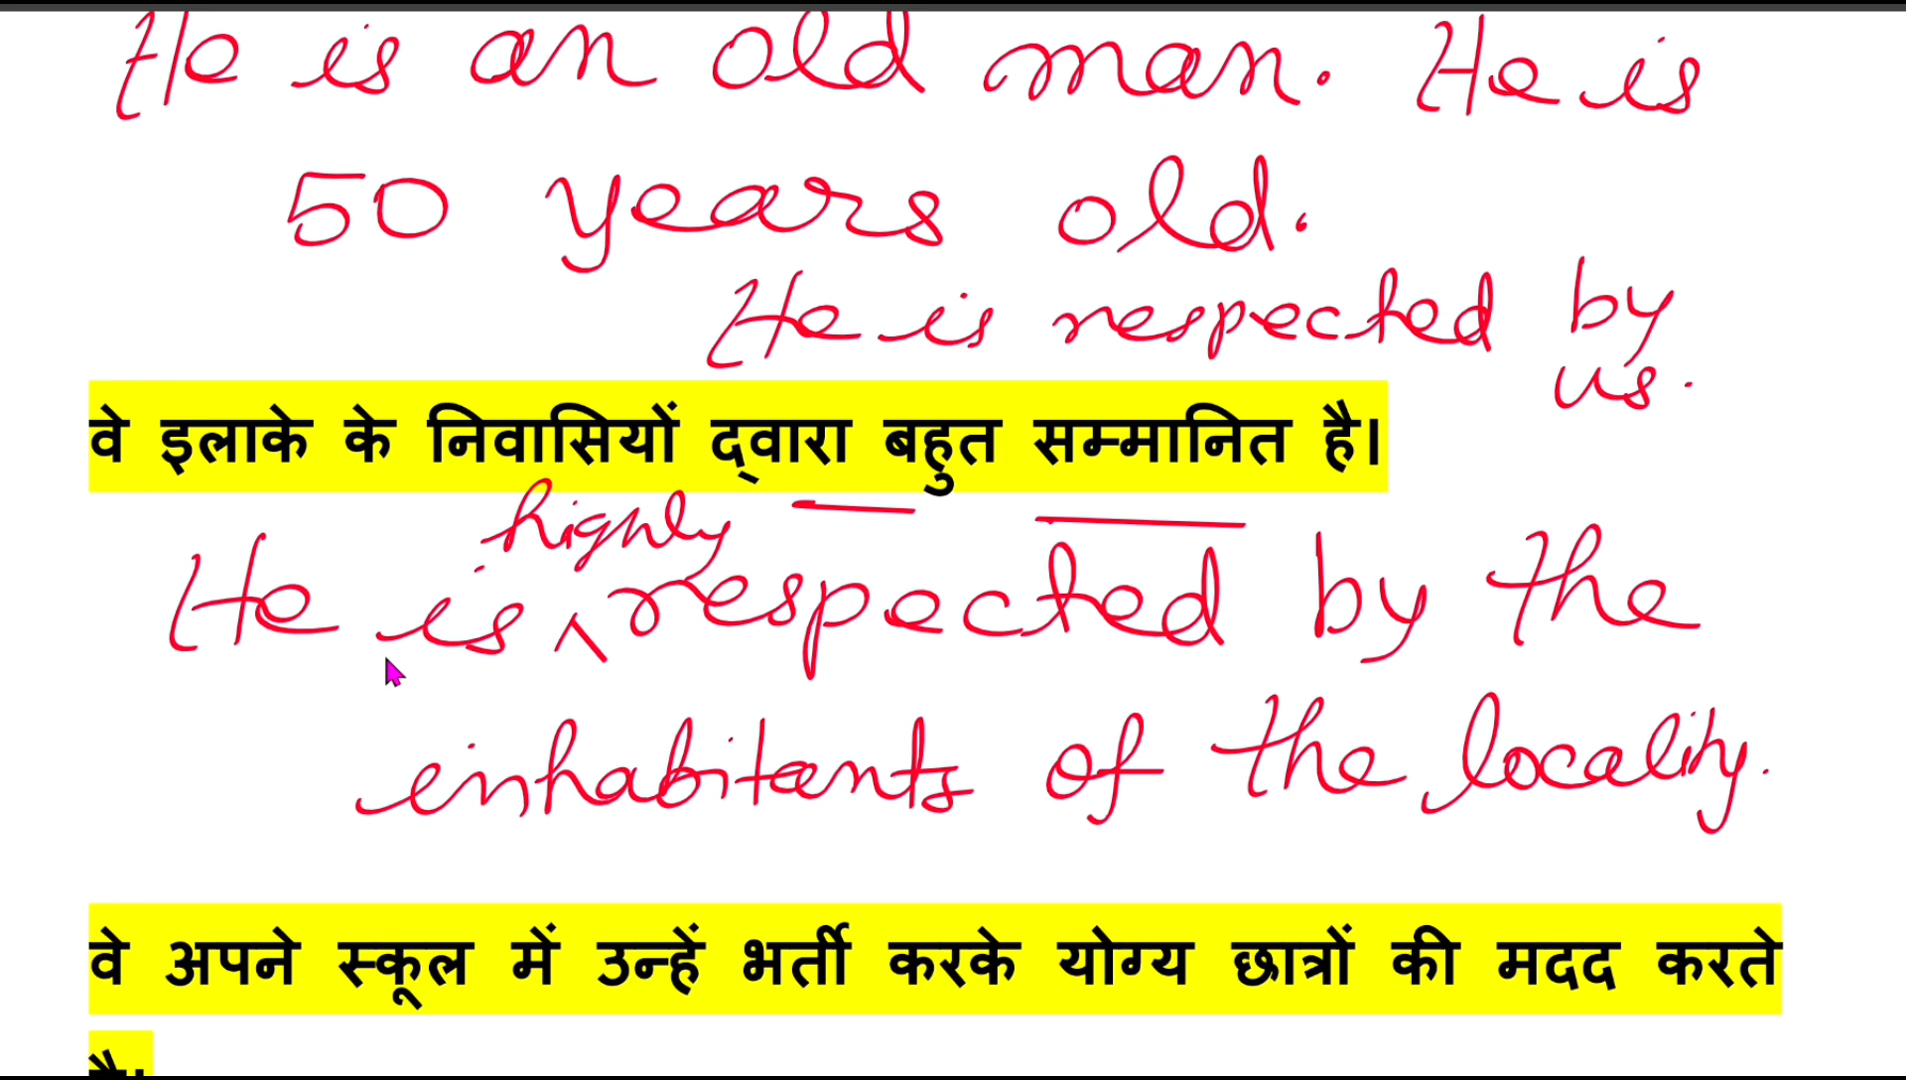 He is an old man. He is
50 years old.
He is respected by
us.
वे इलाके के निवासियों द्वारा बहुत सम्मानित है।
highly
He is ^ respected by the
inhabitants of the locality.
वे अपने स्कूल में उन्हें भर्ती करके योग्य छात्रों की मदद करते
है।